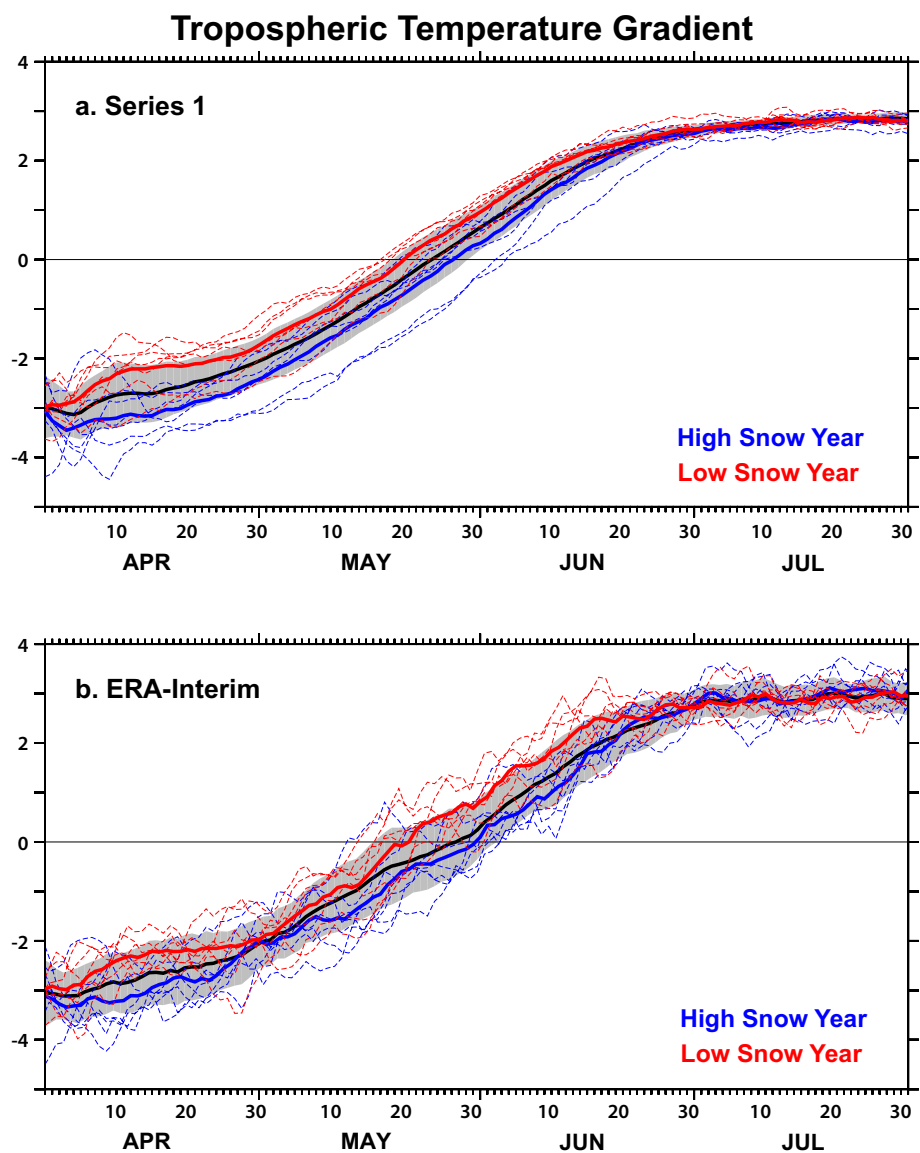 Tropospheric Temperature Gradient
4
a. Series 1
2
0
-2
High Snow Year
-4
Low Snow Year
10 20 30 10 20 30 10 20 30 10 20 30
APR MAY JUN JUL
4
b. ERA-Interim
2
0
-2
High Snow Year
-4
Low Snow Year
10 20 30 10 20 30 10 20 30 10 20 30
APR MAY JUN JUL